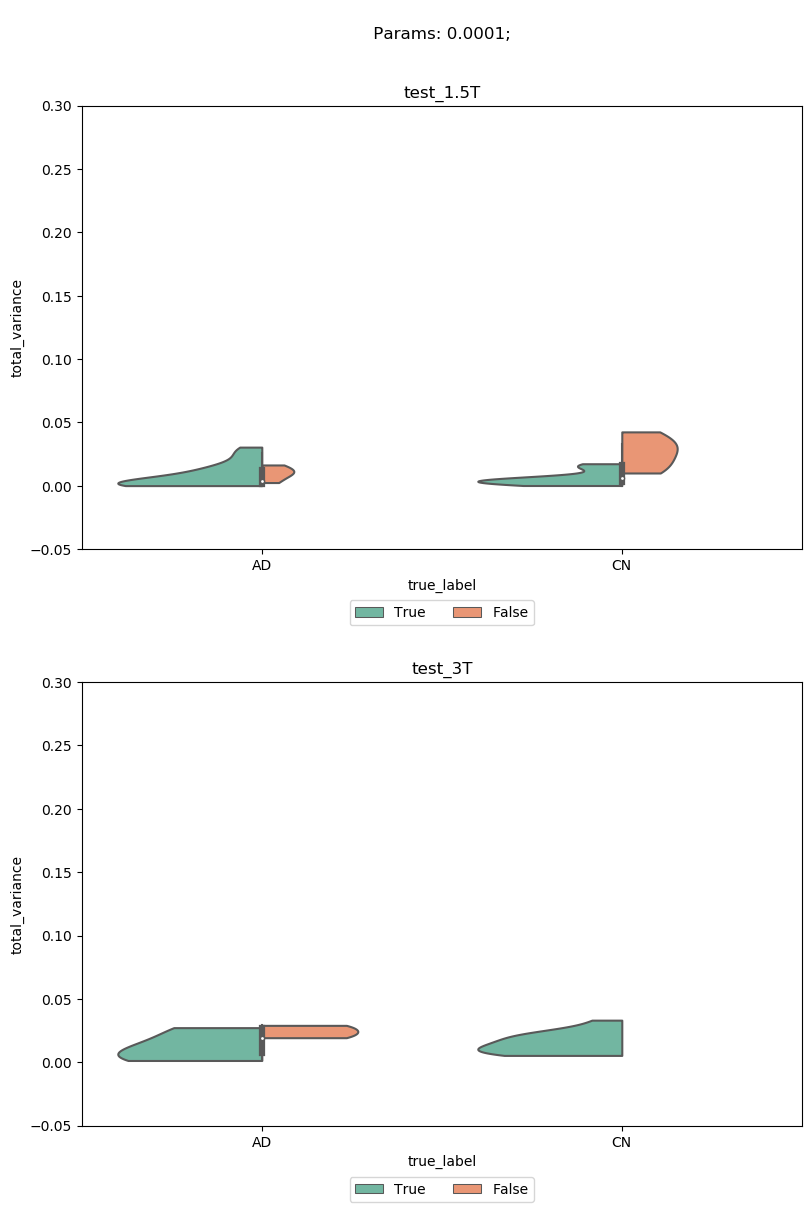 Params: 0.0001;
test_1.5T
0.30
0.25
0.20
0.15
0.10
0.05
0.00
−0.05
total_variance
AD
CN
true_label
True
False
test_3T
0.30
0.25
0.20
0.15
0.10
0.05
0.00
−0.05
total_variance
AD
CN
true_label
True
False